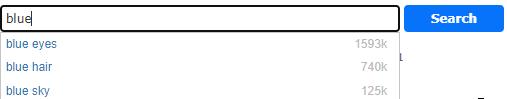 blue Search
blue eyes 1593k
blue hair 740k
blue sky 125k